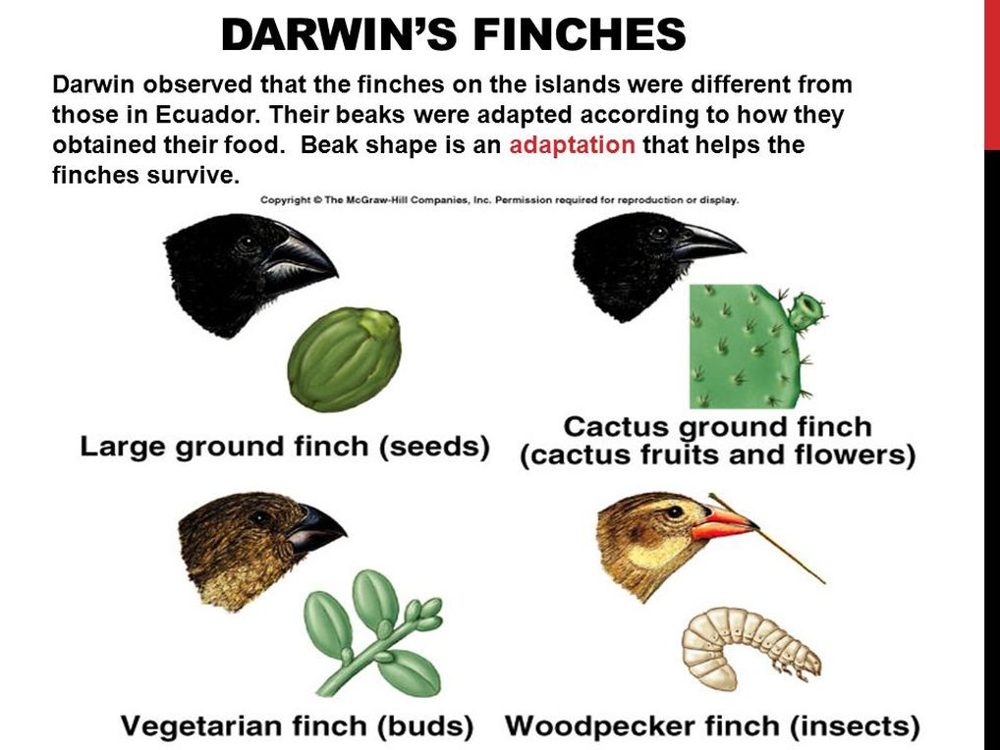 DARWIN’S FINCHES
Darwin observed that the finches on the islands were different from
those in Ecuador. Their beaks were adapted according to how they
obtained their food.  Beak shape is an adaptation that helps the
finches survive.
Copyright © The McGraw-Hill Companies, Inc. Permission required for reproduction or display.
Large ground finch (seeds)
Cactus ground finch
(cactus fruits and flowers)
Vegetarian finch (buds)
Woodpecker finch (insects)